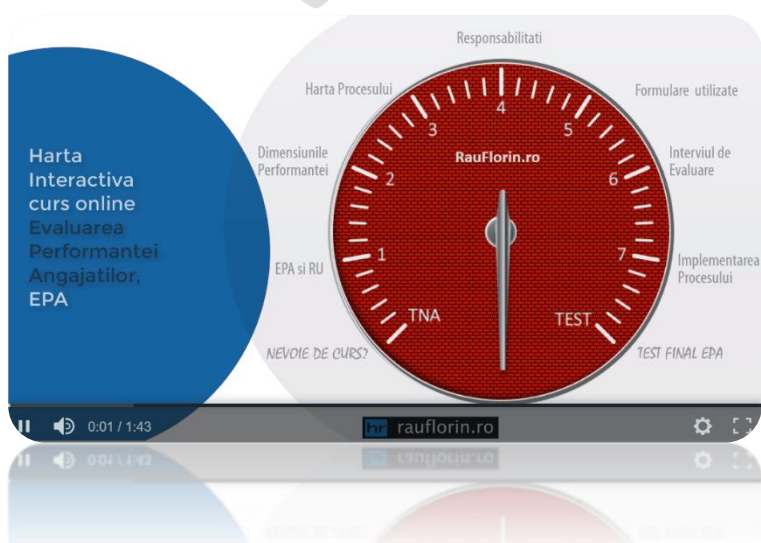 Harta
Interactiva
curs online
Evaluarea
Performantei
Angajatilor,
EPA
Responsabilitati
Harta Procesului
Formulare utilizate
Dimensiunile
Performantei
Interviul de
Evaluare
EPA si RU
Implementarea
Procesului
NEVOIE DE CURS?
TEST FINAL EPA
RauFlorin.ro
TNA
1
2
3
4
5
6
7
TEST
0:01 / 1:43
hr rauflorin.ro